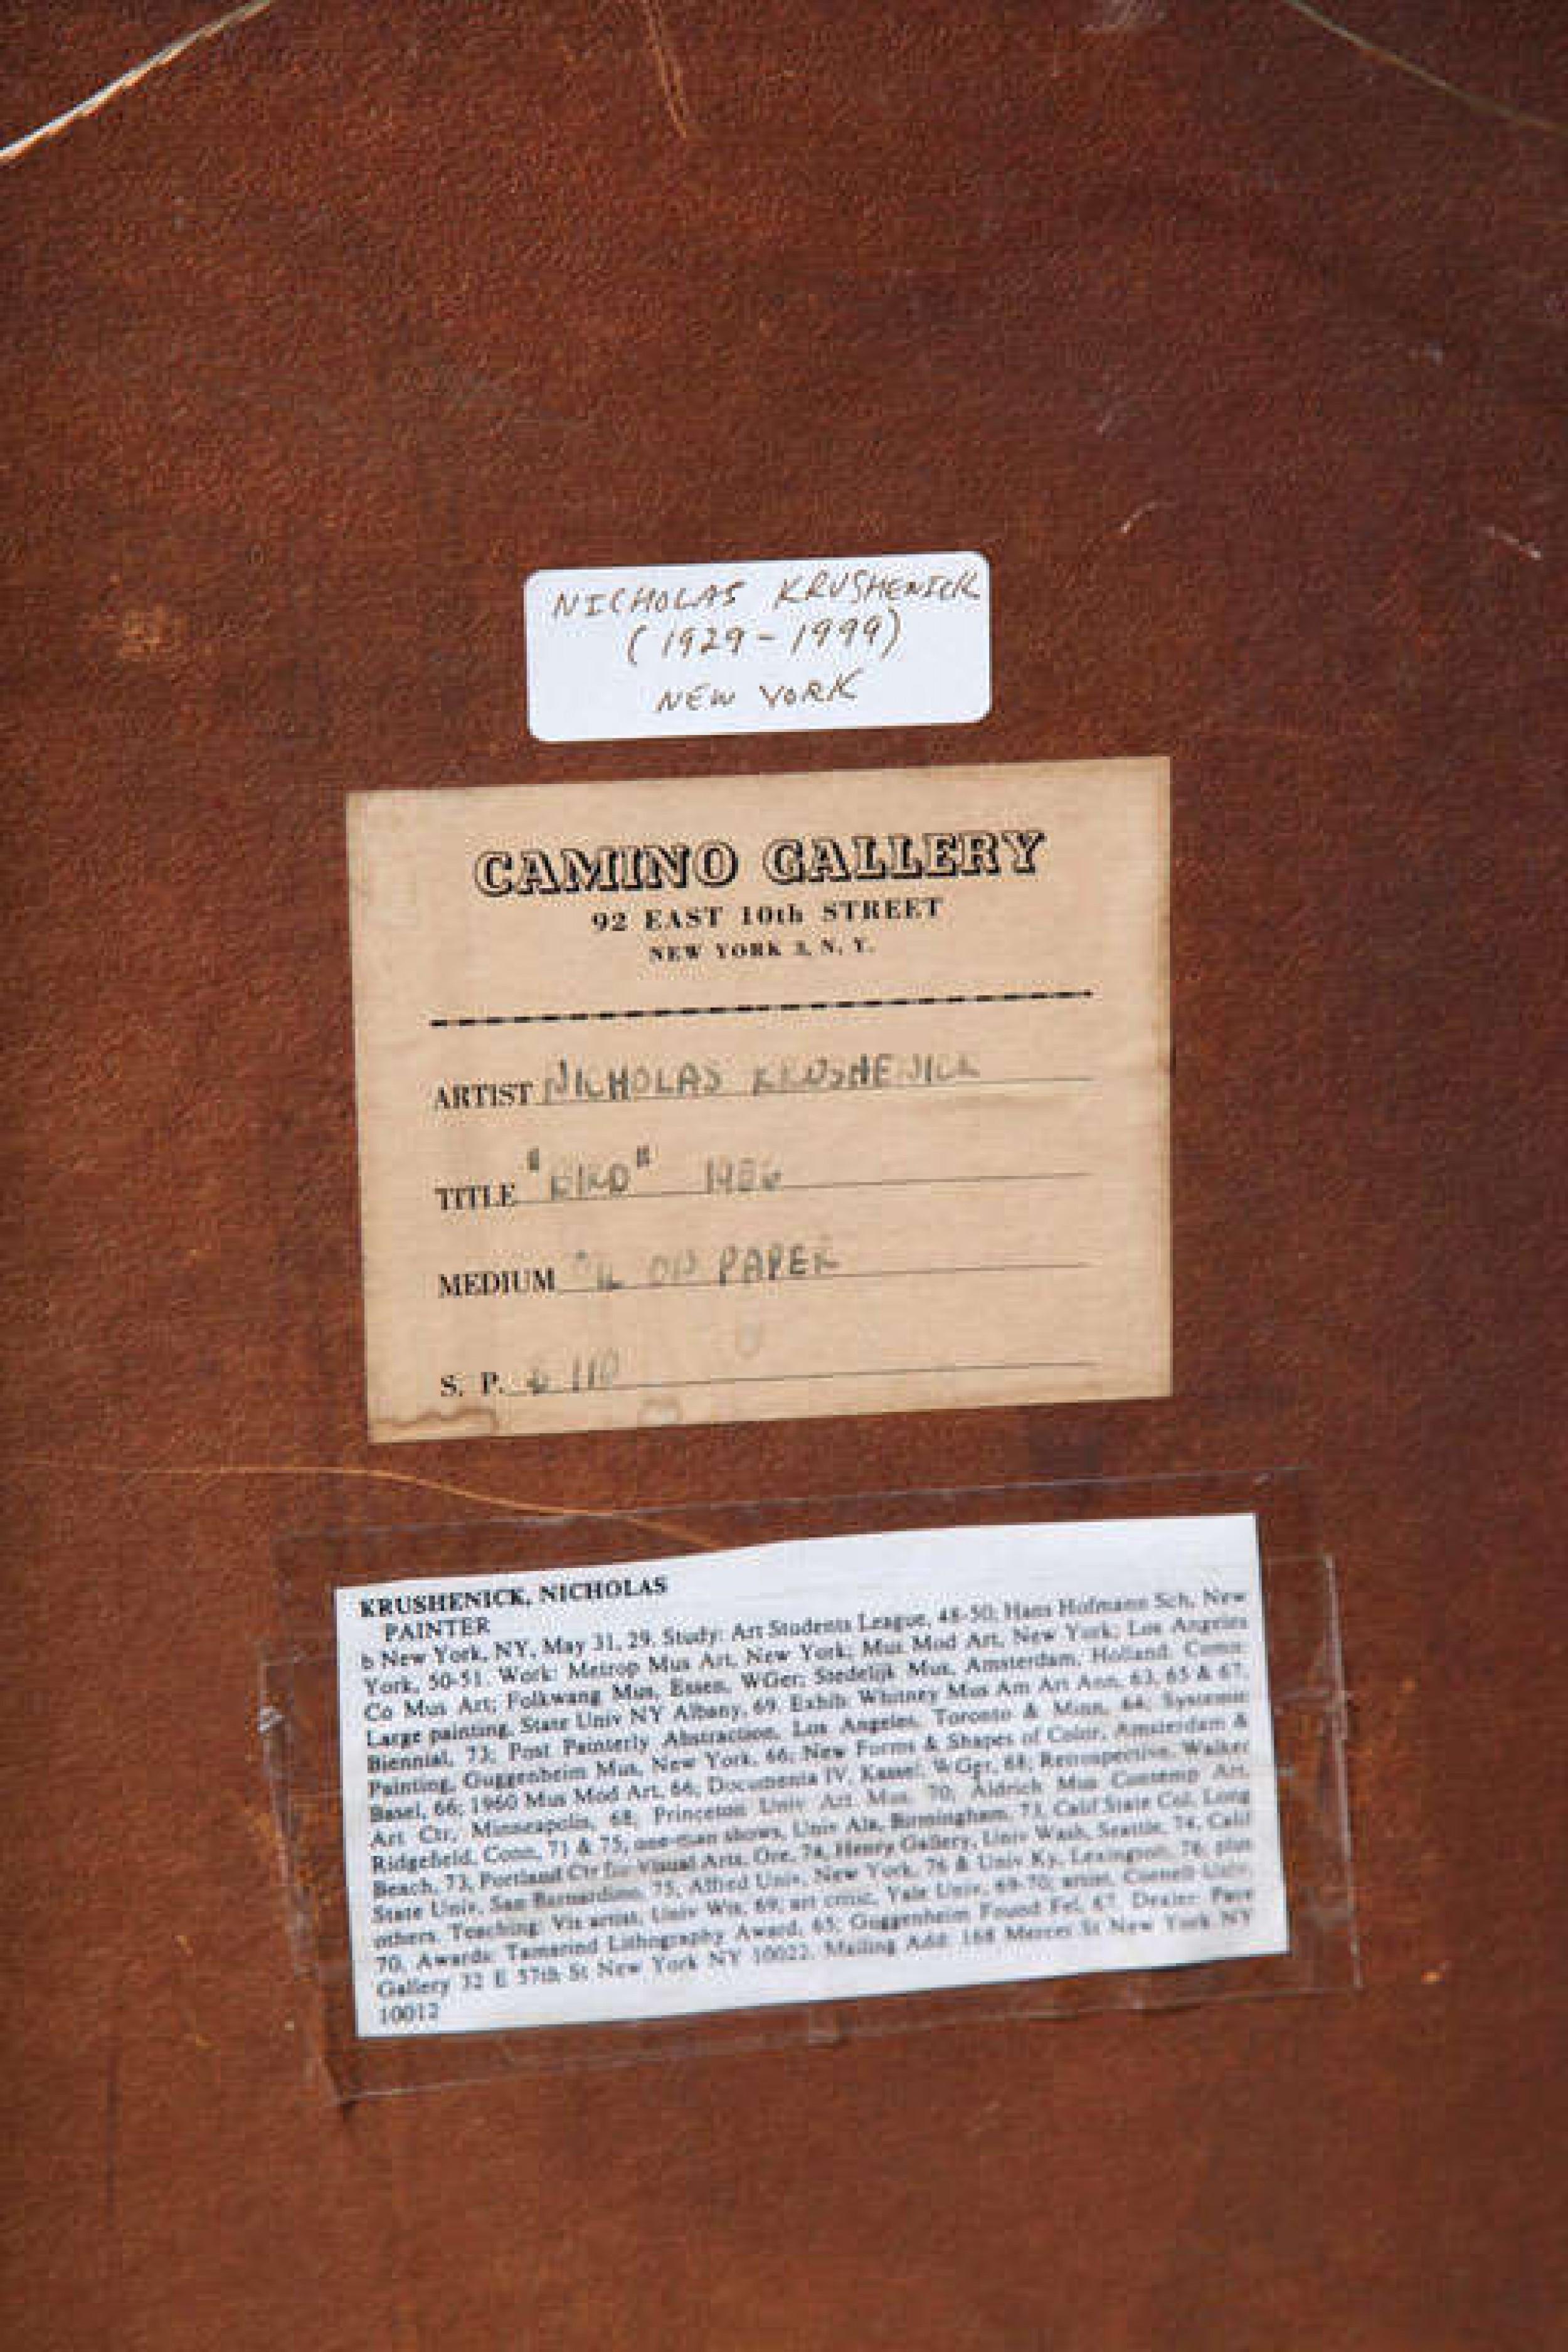 NICHOLAS KRUSHENICK
(1929-1999)
NEW YORK
CAMINO GALLERY
92 EAST 10th STREET
NEW YORK 3, N. Y.
ARTIST NICHOLAS KRUSHENICK
TITLE "BIRD" 1956
MEDIUM OIL ON PAPER
S. P. $ 110
KRUSHENICK, NICHOLAS
PAINTER
b New York, NY, May 31, 29. Study: Art Students League, 48-50; Hans Hofmann Sch, New
York, 50-51. Work: Metrop Mus Art, New York; Mus Mod Art, New York; Los Angeles
Co Mus Art; Folkwang Mus, Essen, WGer; Stedelijk Mus, Amsterdam, Holland. Comn:
Large painting, State Univ NY Albany, 69. Exhib: Whitney Mus Am Art Ann, 63, 65 & 67,
Biennial, 73; Post Painterly Abstraction, Los Angeles, Toronto & Minn, 64; Systemic
Painting, Guggenheim Mus, New York, 66; New Forms & Shapes of Color, Amsterdam &
Basel, 66; 1960 Mus Mod Art, 66; Documenta IV, Kassel, WGer, 68; Retrospective, Walker
Art Ctr, Minneapolis, 68; Princeton Univ Art Mus, 70; Aldrich Mus Contemp Art,
Ridgefield, Conn, 71 & 75; one-man shows, Univ Ala, Birmingham, 73, Calif State Col, Long
Beach, 73, Portland Ctr for Visual Arts, Ore, 74, Henry Gallery, Univ Wash, Seattle, 74, Calif
State Univ, San Bernardino, 75, Alfred Univ, New York, 76 & Univ Ky, Lexington, 76; plus
others. Teaching: Vis artist, Univ Wis, 69; art critic, Yale Univ, 69-70; artist, Cornell Univ,
70. Awards: Tamarind Lithography Award, 65; Guggenheim Found Fel, 67. Dealer: Pace
Gallery 32 E 57th St New York NY 10022. Mailing Add: 168 Mercer St New York NY
10012